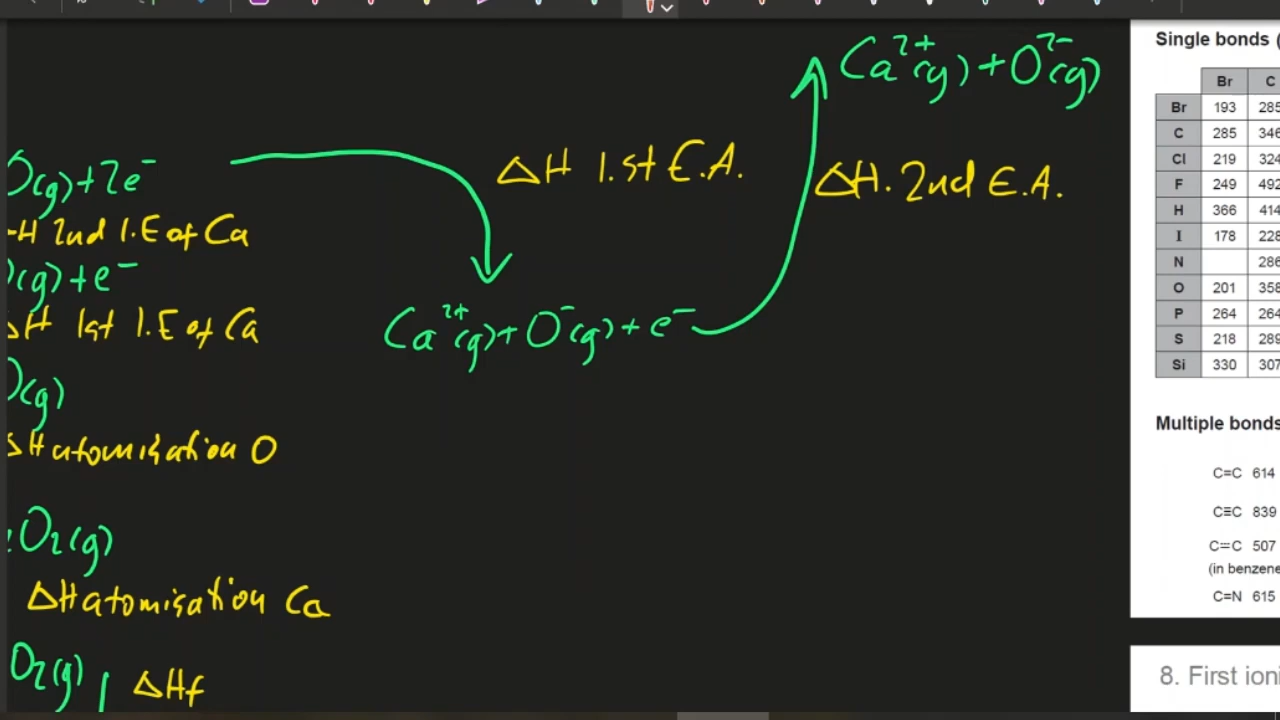 Ca²⁺(g) + O²⁻(g)
ΔH 1.st E.A.
ΔH. 2nd E.A.
O(g) + 2e⁻
H 2nd I.E of Ca
(g) + e⁻
ΔH 1st I.E of Ca
Ca²⁺(g) + O⁻(g) + e⁻
O(g)
ΔH atomisation O
O₂(g)
ΔH atomisation Ca
O₂(g)
ΔHf
Single bonds (
Br C
Br 193 285
C 285 346
Cl 219 324
F 249 492
H 366 414
I 178 228
N 286
O 201 358
P 264 264
S 218 289
Si 330 307
Multiple bonds
C=C 614
C≡C 839
C=C 507
(in benzene
C=N 615
8. First ioni